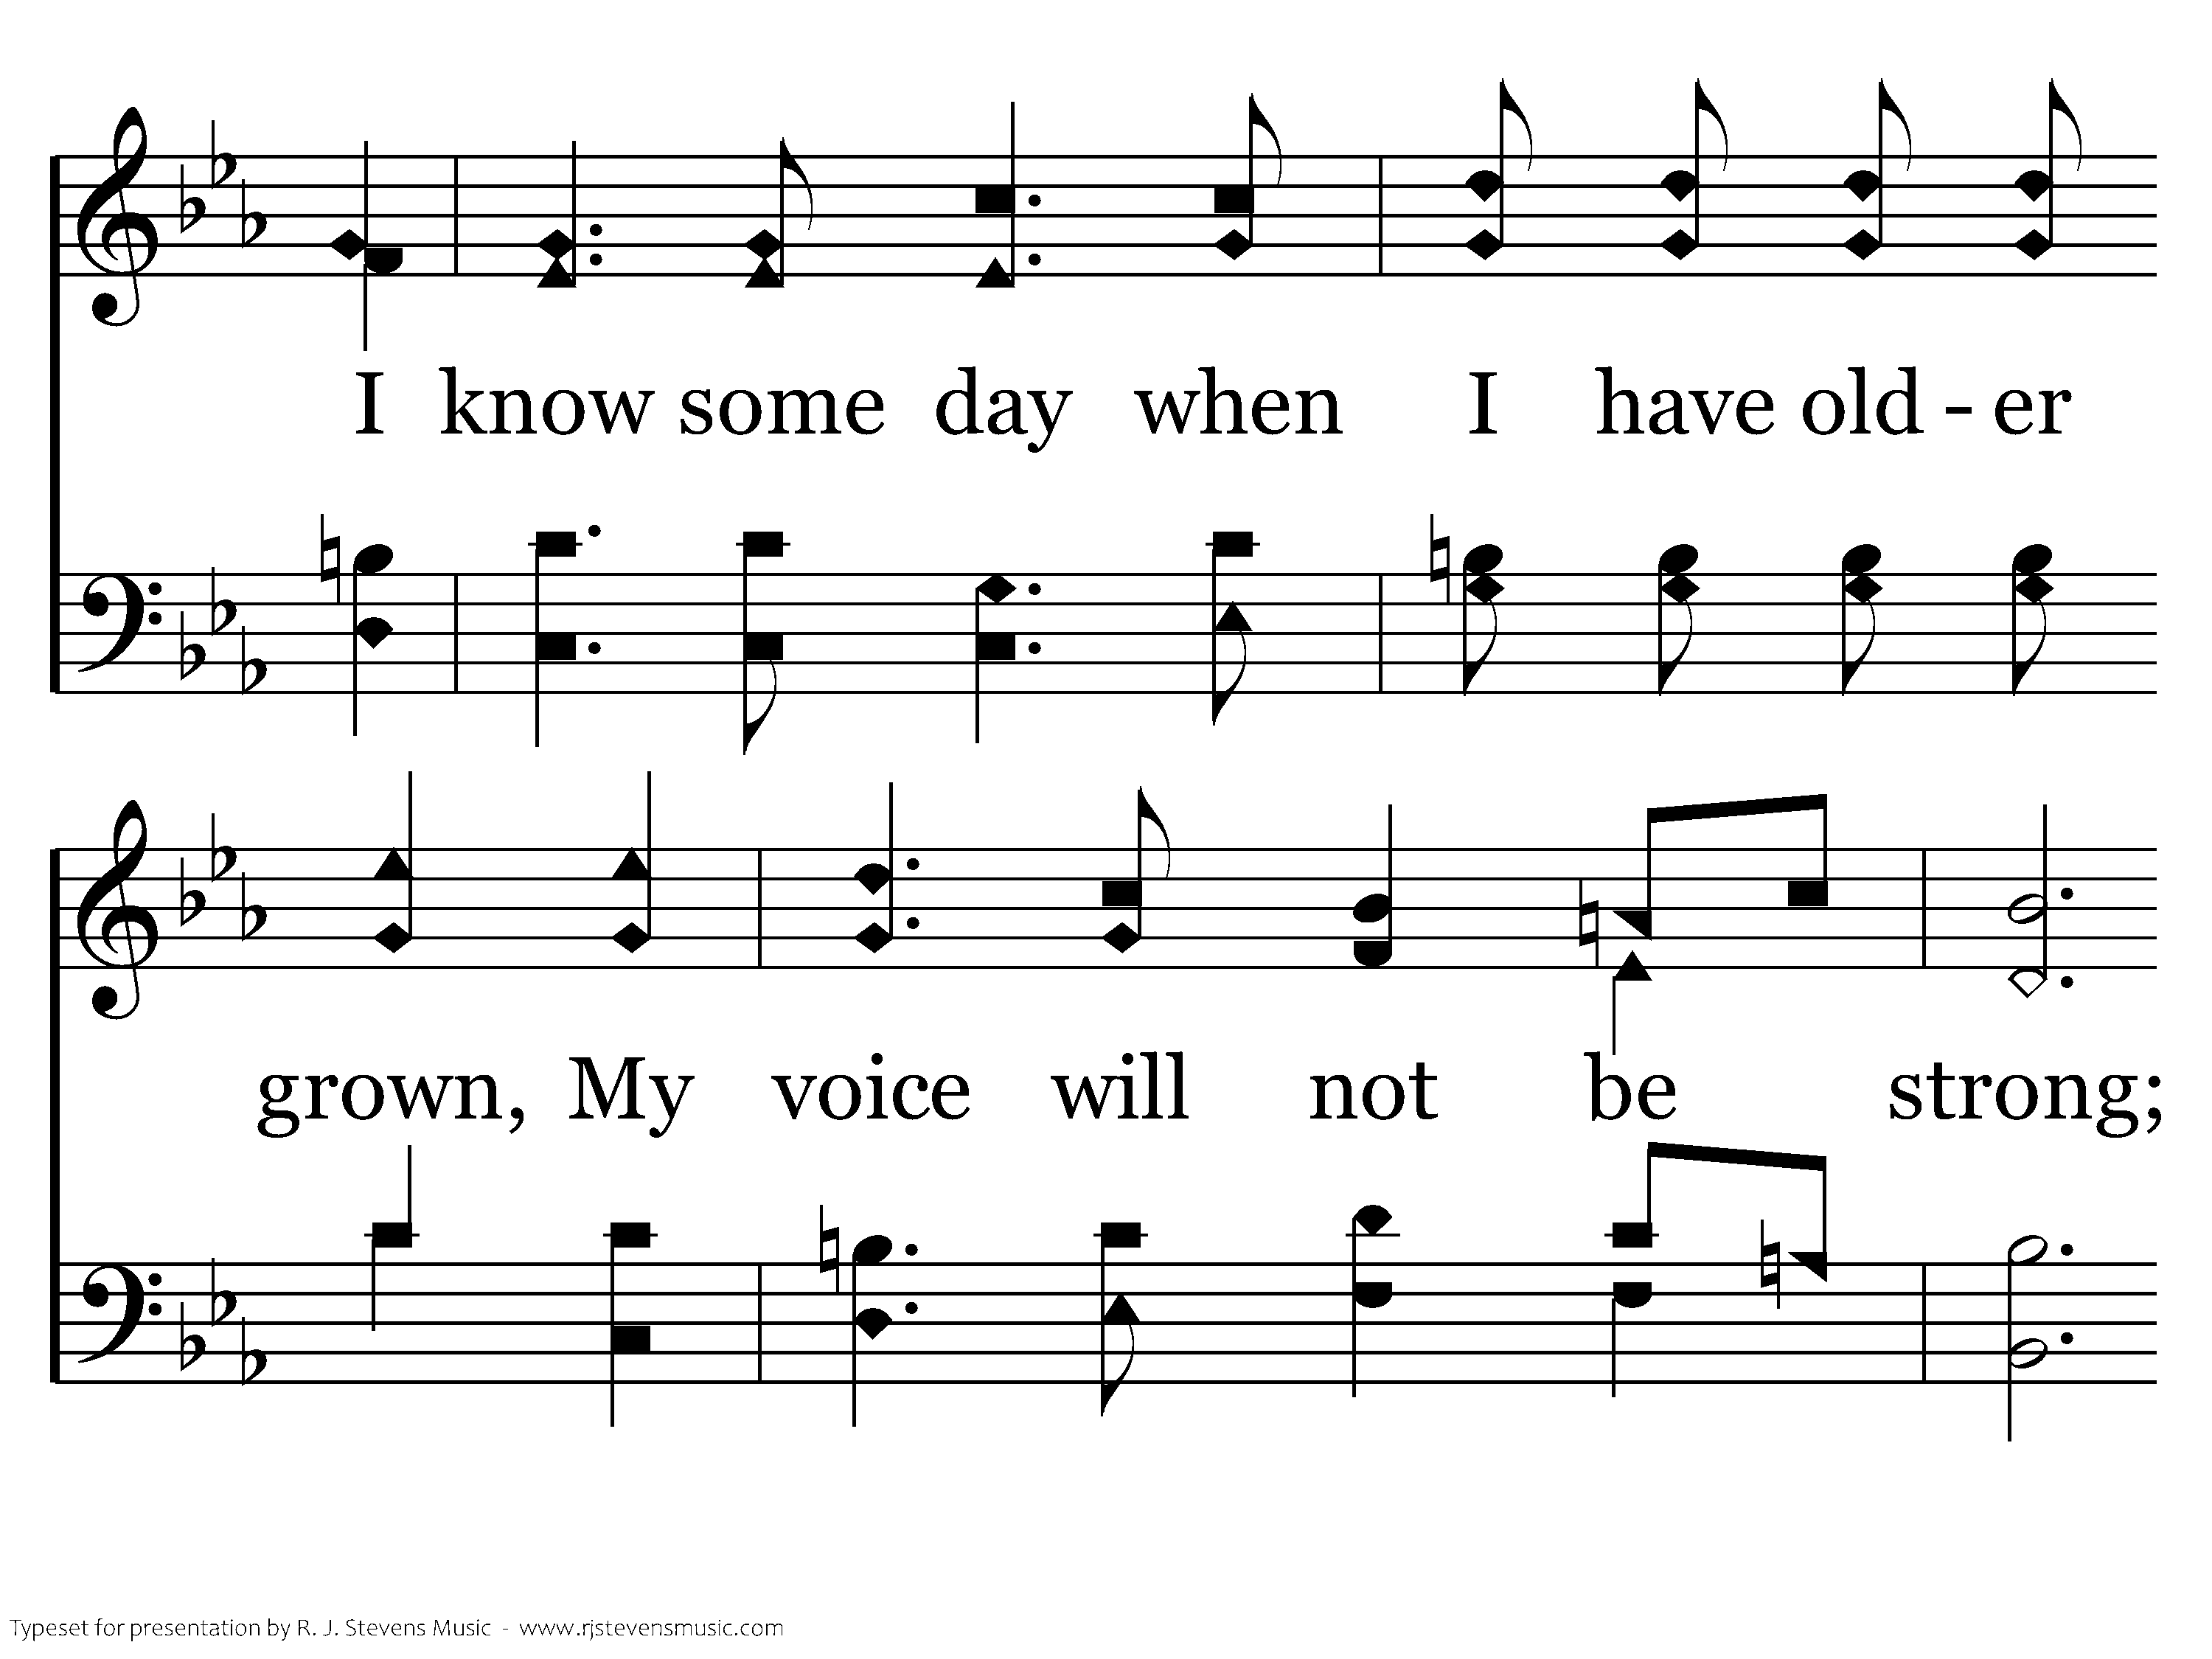 I know some day when I have old - er
grown, My voice will not be strong;
Typeset for presentation by R. J. Stevens Music - www.rjstevensmusic.com